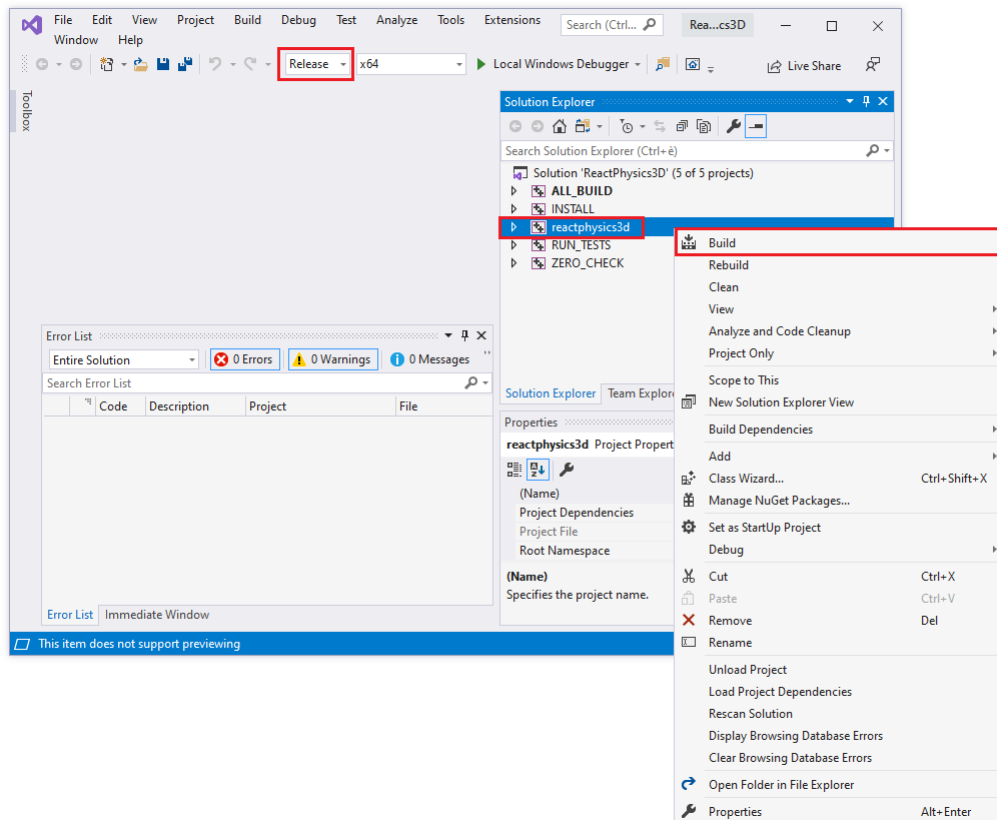 File Edit View Project Build Debug Test Analyze Tools Extensions Search (Ctrl... Rea...cs3D
Window Help
Release x64 Local Windows Debugger Live Share
Toolbox
Solution Explorer
Search Solution Explorer (Ctrl+è)
Solution 'ReactPhysics3D' (5 of 5 projects)
ALL_BUILD
INSTALL
reactphysics3d
RUN_TESTS
ZERO_CHECK
Build
Rebuild
Clean
View
Analyze and Code Cleanup
Project Only
Scope to This
New Solution Explorer View
Build Dependencies
Add
Class Wizard... Ctrl+Shift+X
Manage NuGet Packages...
Set as StartUp Project
Debug
Cut Ctrl+X
Paste Ctrl+V
Remove Del
Rename
Unload Project
Load Project Dependencies
Rescan Solution
Display Browsing Database Errors
Clear Browsing Database Errors
Open Folder in File Explorer
Properties Alt+Enter
Error List
Entire Solution 0 Errors 0 Warnings 0 Messages
Search Error List
Code Description Project File
Error List Immediate Window
Solution Explorer Team Explore
Properties
reactphysics3d Project Propert
(Name)
Project Dependencies
Project File
Root Namespace
(Name)
Specifies the project name.
This item does not support previewing